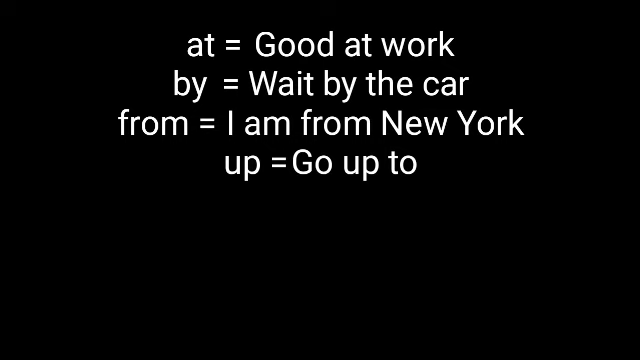 at = Good at work
by = Wait by the car
from = I am from New York
up =Go up to